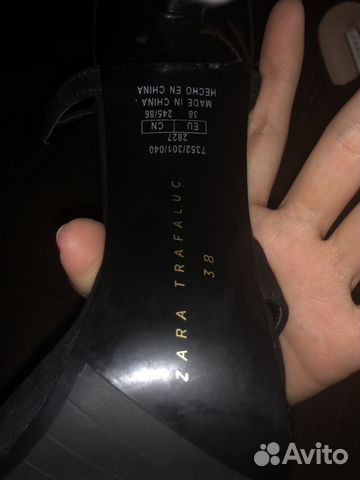 HECHO EN CHINA
MADE IN CHINA.
38 245/86
EU CN
2827
7352/301/040
ZARA TRAFALUC
38
Avito